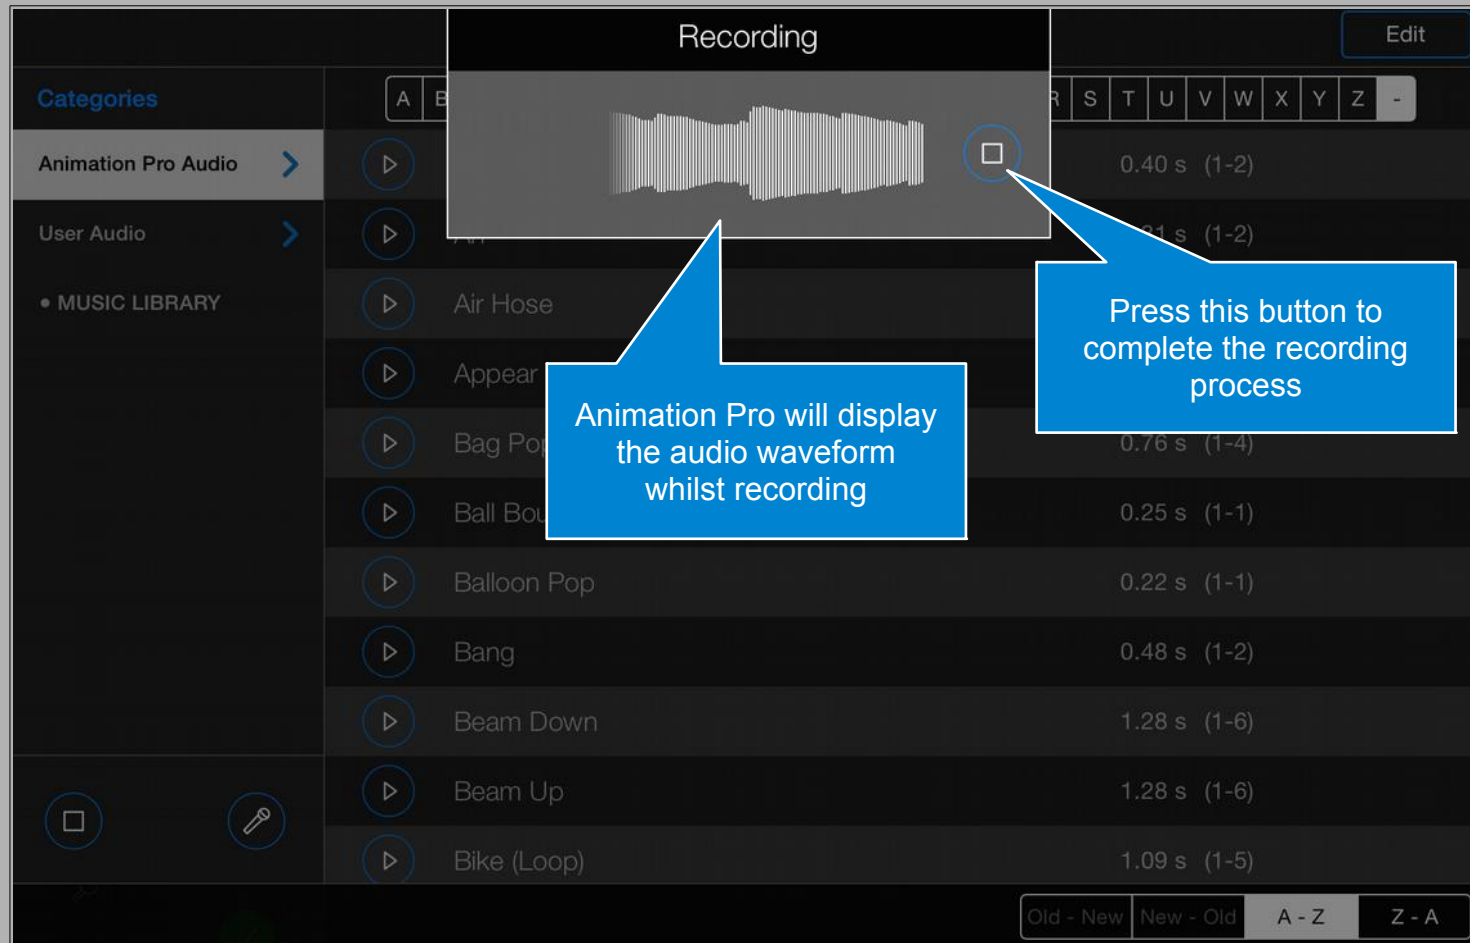 Recording
Edit
Categories
A
S T U V W X Y Z -
Animation Pro Audio
0.40 s (1-2)
User Audio
s (1-2)
• MUSIC LIBRARY
Air Hose
Press this button to
complete the recording
process
Appear
Animation Pro will display
the audio waveform
whilst recording
Bag Pop
0.76 s (1-4)
Ball Bou
0.25 s (1-1)
Balloon Pop
0.22 s (1-1)
Bang
0.48 s (1-2)
Beam Down
1.28 s (1-6)
Beam Up
1.28 s (1-6)
Bike (Loop)
1.09 s (1-5)
Old - New New - Old A - Z Z - A